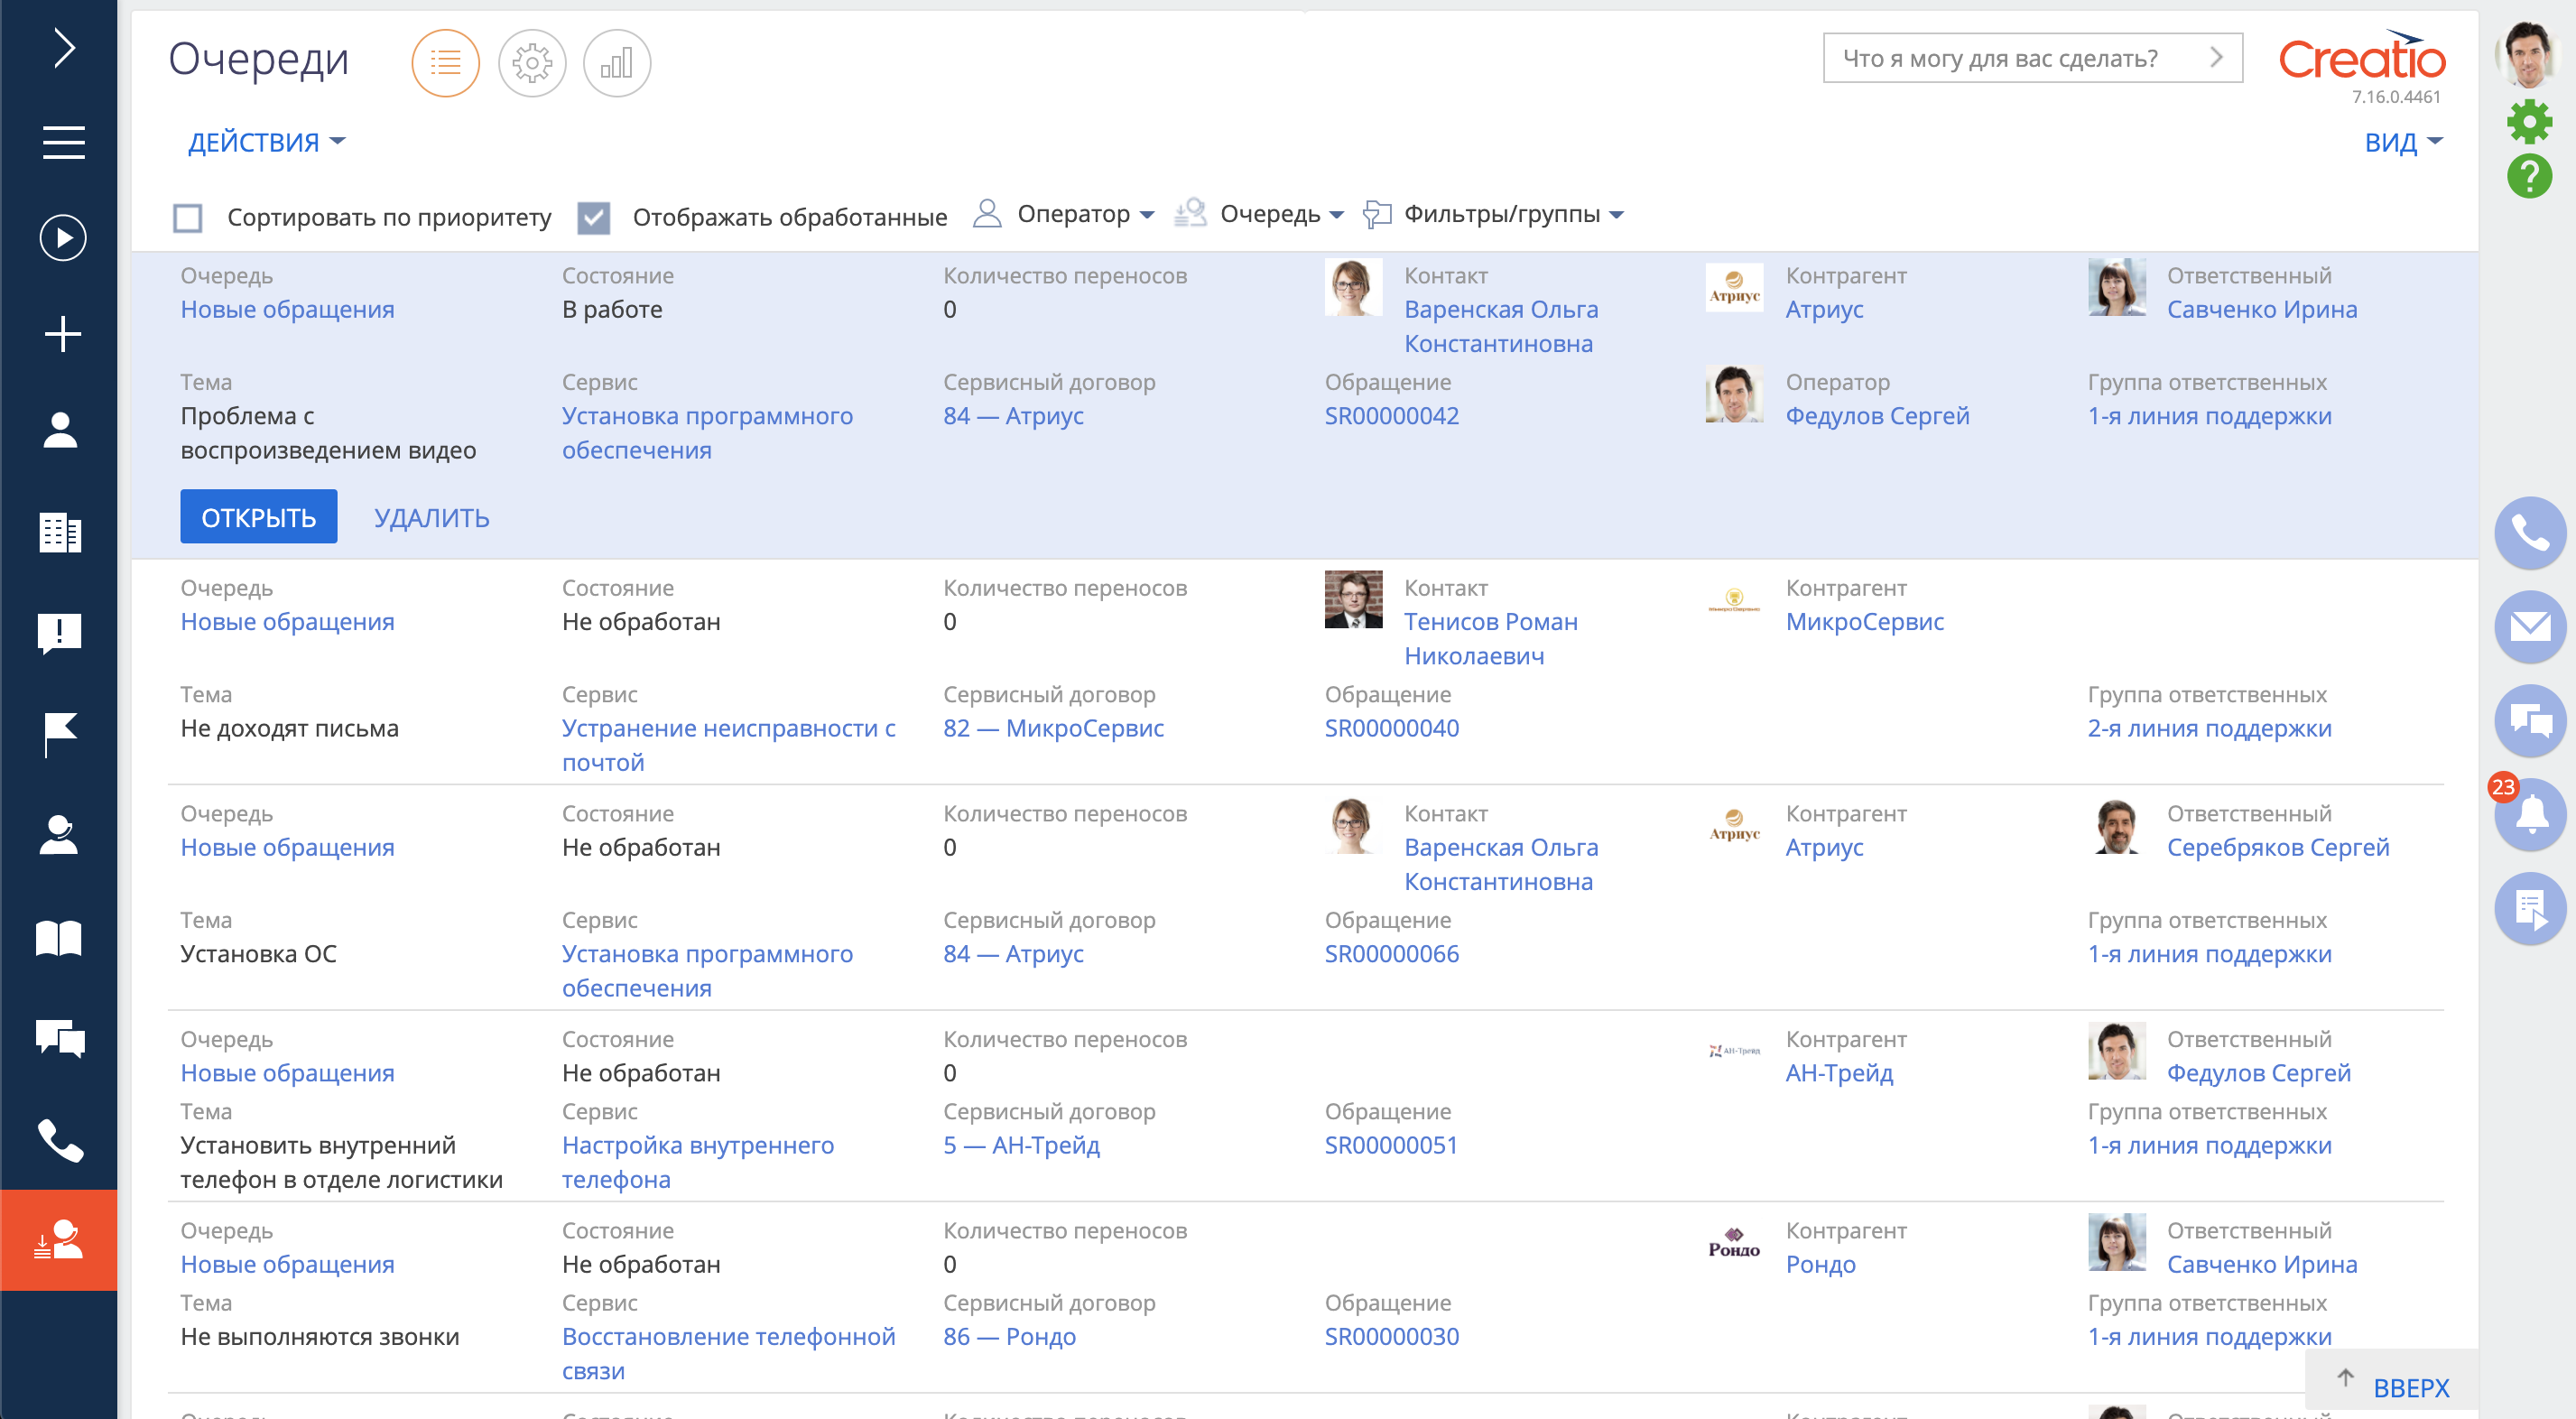 Очереди
Что я могу для вас сделать?
Creatio
7.16.0.4461
ДЕЙСТВИЯ
ВИД
Сортировать по приоритету
Отображать обработанные
Оператор
Очередь
Фильтры/группы
Очередь Состояние Количество переносов Контакт Контрагент Ответственный
Новые обращения В работе 0 Варенская Ольга Атриус Атриус Савченко Ирина
Константиновна
Тема Сервис Сервисный договор Обращение Оператор Группа ответственных
Проблема с Установка программного 84 — Атриус SR00000042 Федулов Сергей 1-я линия поддержки
воспроизведением видео обеспечения
ОТКРЫТЬ УДАЛИТЬ
Очередь Состояние Количество переносов Контакт Контрагент
Новые обращения Не обработан 0 Тенисов Роман МикроСервис
Николаевич
Тема Сервис Сервисный договор Обращение Группа ответственных
Не доходят письма Устранение неисправности с 82 — МикроСервис SR00000040 2-я линия поддержки
почтой
Очередь Состояние Количество переносов Контакт Контрагент Ответственный
Новые обращения Не обработан 0 Варенская Ольга Атриус Атриус Серебряков Сергей
Константиновна
Тема Сервис Сервисный договор Обращение Группа ответственных
Установка ОС Установка программного 84 — Атриус SR00000066 1-я линия поддержки
обеспечения
23
Очередь Состояние Количество переносов Контрагент Ответственный
Новые обращения Не обработан 0 АН-Трейд АН-Трейд Федулов Сергей
Тема Сервис Сервисный договор Обращение Группа ответственных
Установить внутренний Настройка внутреннего 5 — АН-Трейд SR00000051 1-я линия поддержки
телефон в отделе логистики телефона
Очередь Состояние Количество переносов Контрагент Ответственный
Новые обращения Не обработан 0 Рондо Рондо Савченко Ирина
Тема Сервис Сервисный договор Обращение Группа ответственных
Не выполняются звонки Восстановление телефонной 86 — Рондо SR00000030 1-я линия поддержки
связи
ВВЕРХ